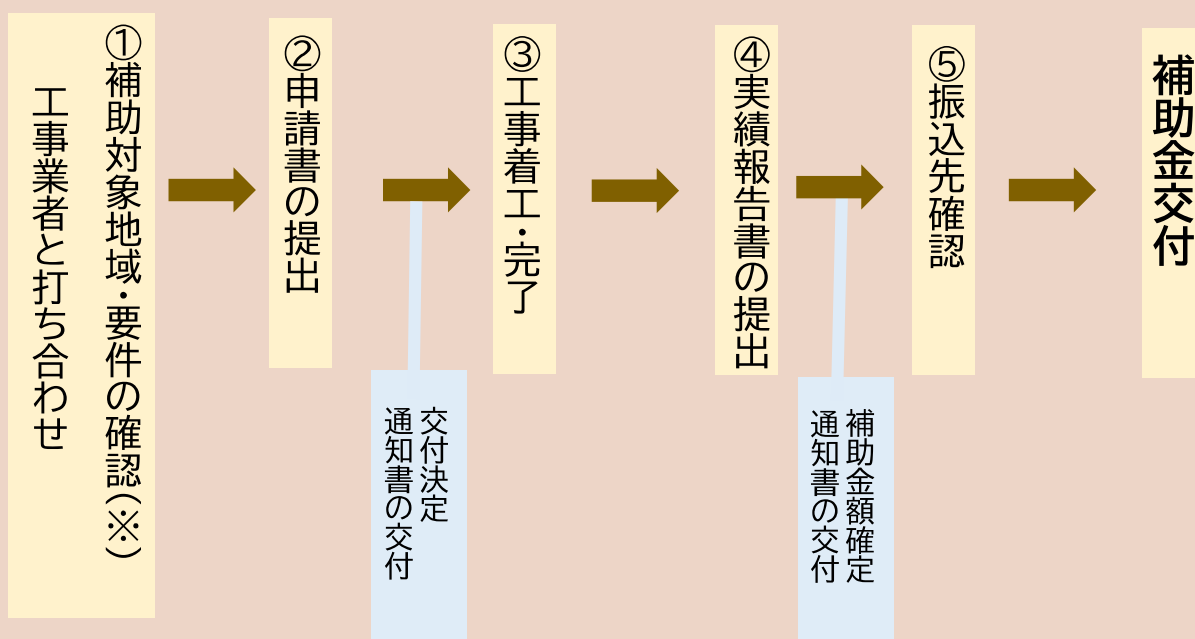 ①補助対象地域・要件の確認(※)
工事業者と打ち合わせ
②申請書の提出
交付決定
通知書の交付
③工事着工・完了
④実績報告書の提出
補助金額確定
通知書の交付
⑤振込先確認
補助金交付